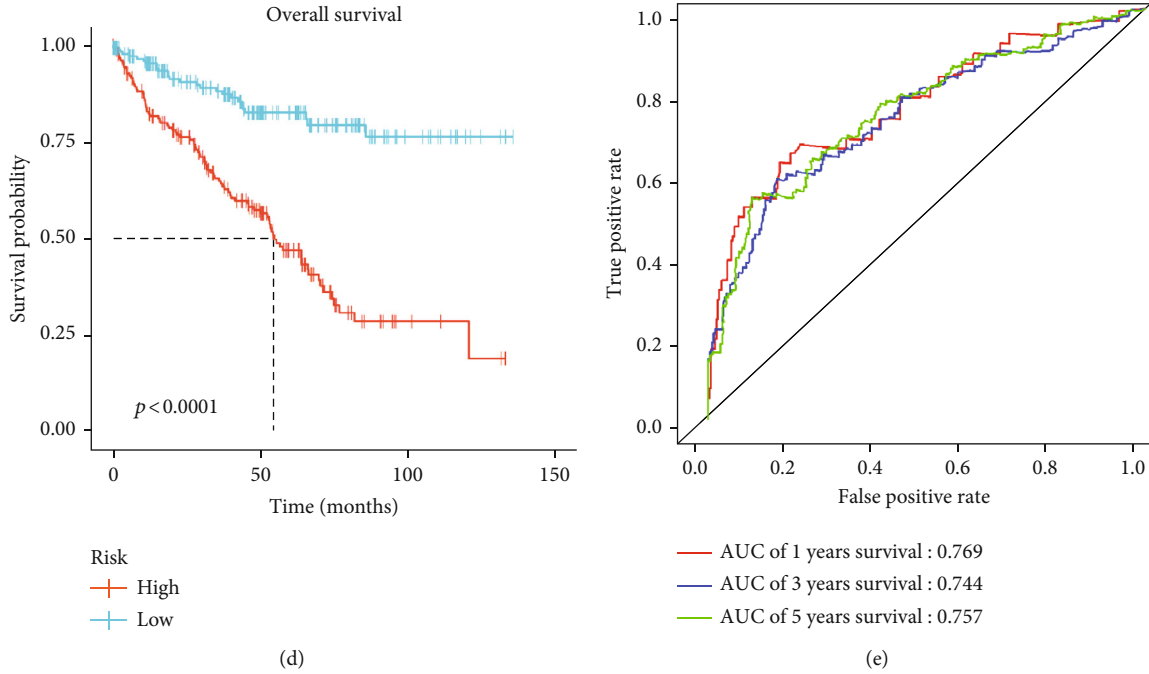 Overall survival
1.00
0.75
0.50
0.25
0.00
Survival probability
p<0.0001
0 50 100 150
Time (months)
Risk
High
Low
(d)
1.0
0.8
0.6
0.4
0.2
0.0
True positive rate
0.0 0.2 0.4 0.6 0.8 1.0
False positive rate
AUC of 1 years survival : 0.769
AUC of 3 years survival : 0.744
AUC of 5 years survival : 0.757
(e)